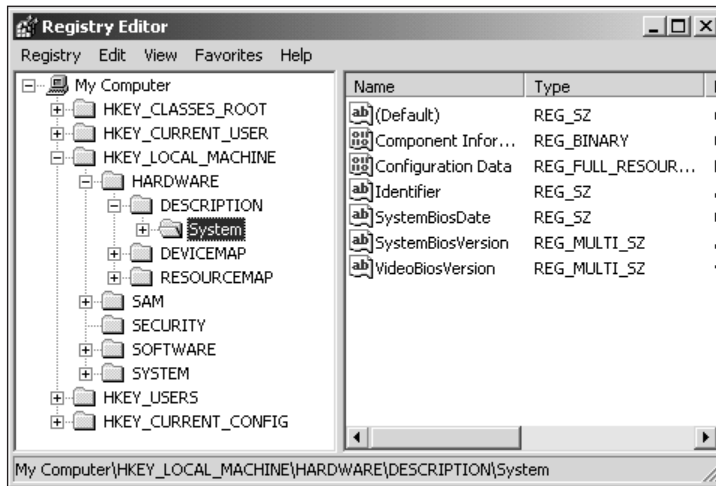 Registry Editor
Registry Edit View Favorites Help
My Computer
HKEY_CLASSES_ROOT
HKEY_CURRENT_USER
HKEY_LOCAL_MACHINE
HARDWARE
DESCRIPTION
System
DEVICEMAP
RESOURCEMAP
SAM
SECURITY
SOFTWARE
SYSTEM
HKEY_USERS
HKEY_CURRENT_CONFIG
Name Type
(Default) REG_SZ
Component Infor... REG_BINARY
Configuration Data REG_FULL_RESOUR...
Identifier REG_SZ
SystemBiosDate REG_SZ
SystemBiosVersion REG_MULTI_SZ
VideoBiosVersion REG_MULTI_SZ
My Computer\HKEY_LOCAL_MACHINE\HARDWARE\DESCRIPTION\System